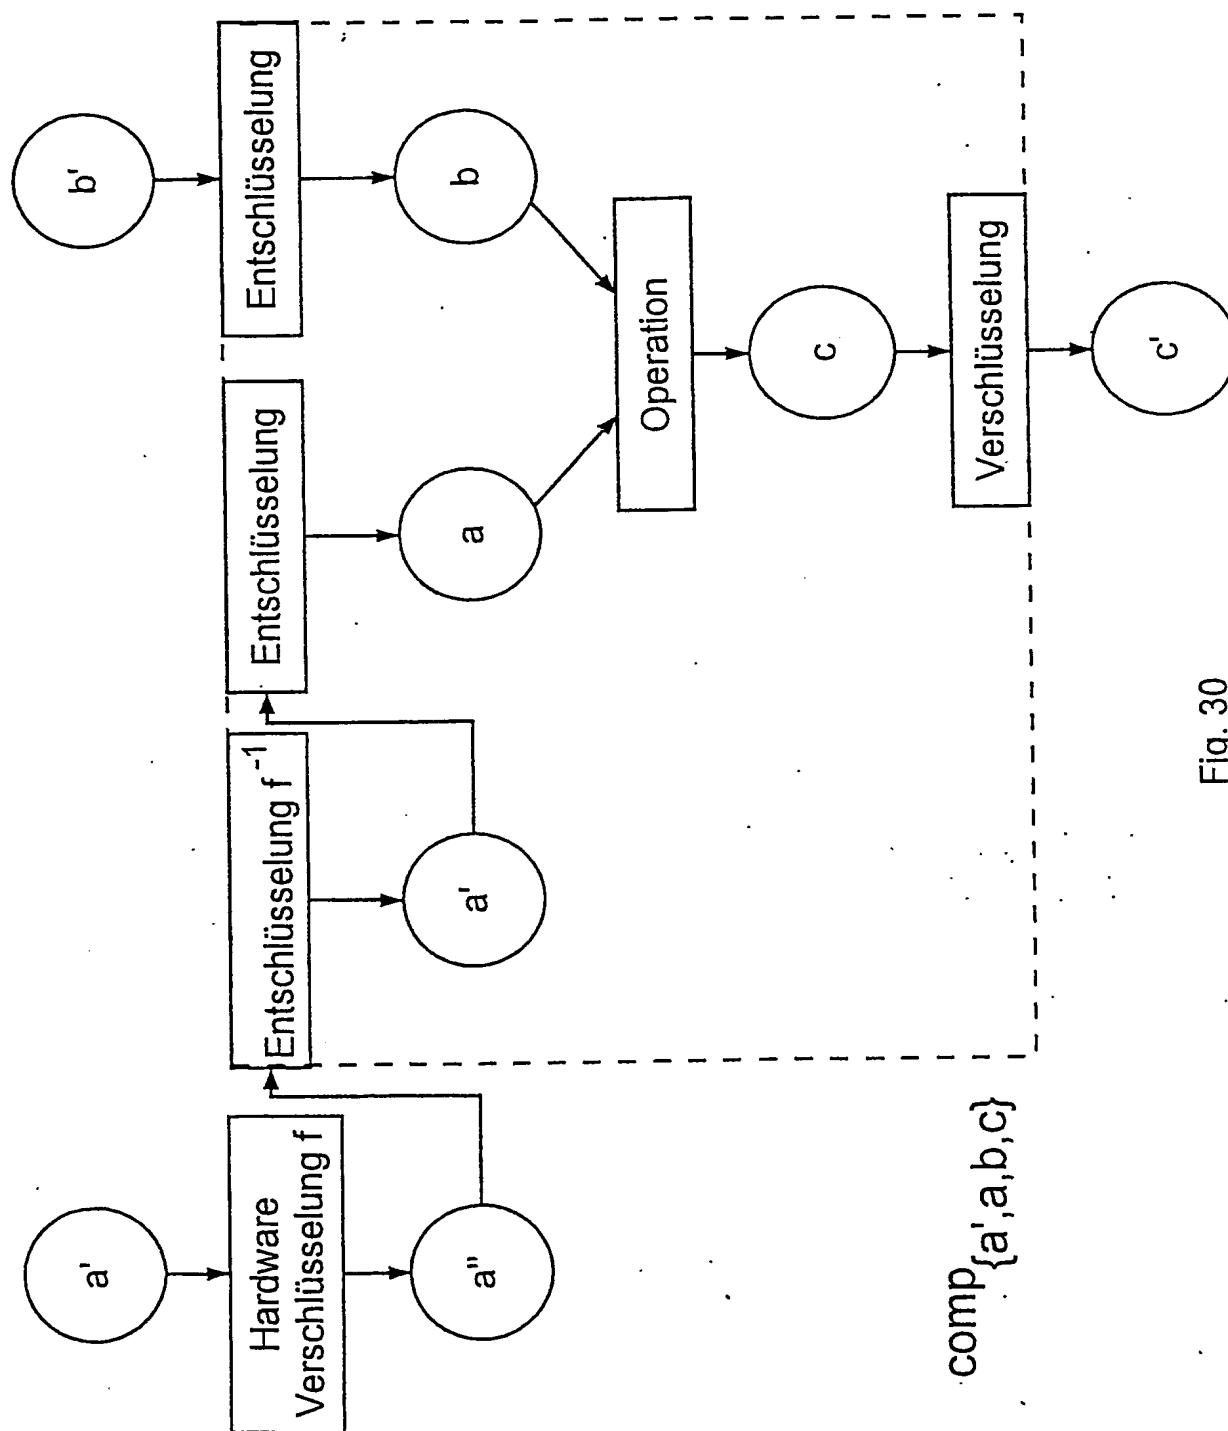 a'
Hardware
Verschlüsselung f
a''
Entschlüsselung f⁻¹
a'
Entschlüsselung
a
b'
Entschlüsselung
b
Operation
c
Verschlüsselung
c'
comp{a',a,b,c}
Fig. 30